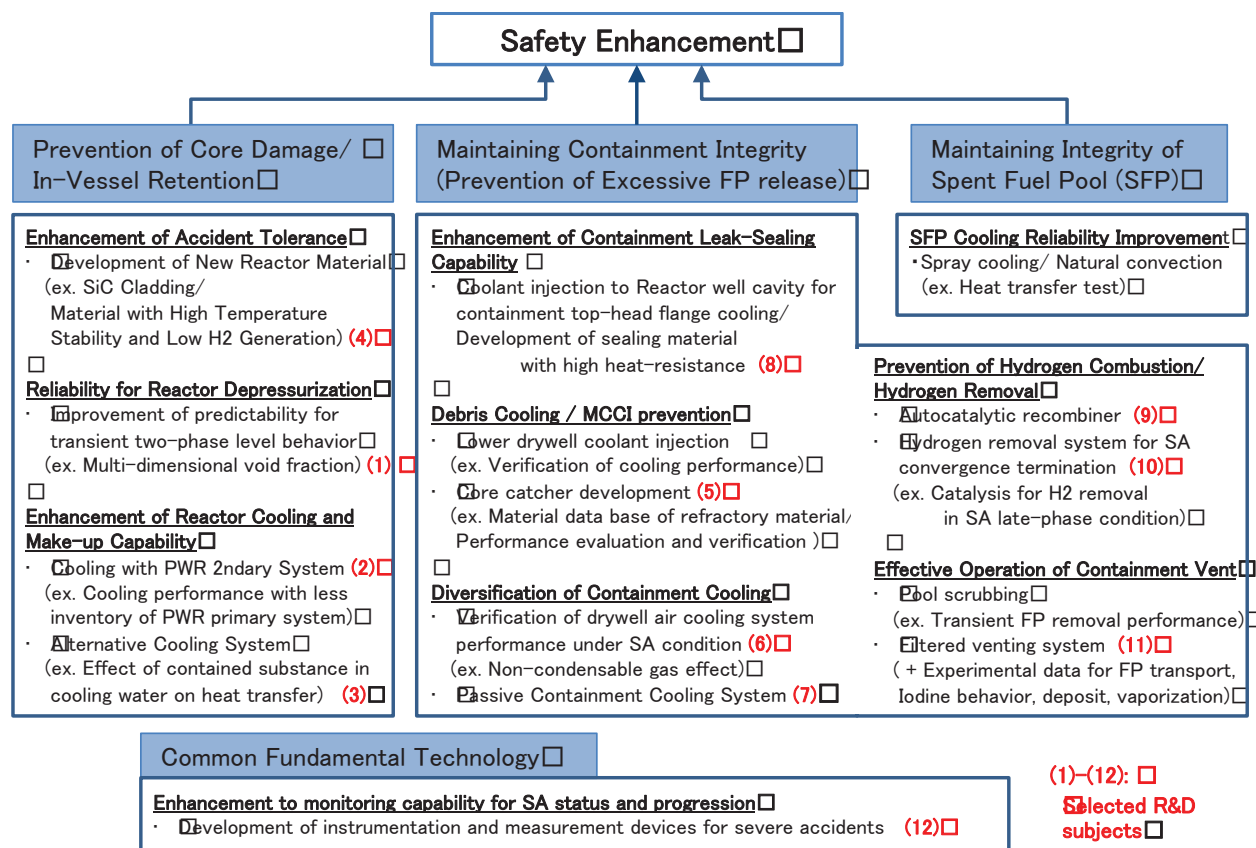 Safety Enhancement
Prevention of Core Damage/
In-Vessel Retention
Enhancement of Accident Tolerance
・ Development of New Reactor Material
(ex. SiC Cladding/
Material with High Temperature
Stability and Low H2 Generation) (4)
Reliability for Reactor Depressurization
・ Improvement of predictability for
transient two-phase level behavior
(ex. Multi-dimensional void fraction) (1)
Enhancement of Reactor Cooling and
Make-up Capability
・ Cooling with PWR 2ndary System (2)
(ex. Cooling performance with less
inventory of PWR primary system)
・ Alternative Cooling System
(ex. Effect of contained substance in
cooling water on heat transfer) (3)
Maintaining Containment Integrity
(Prevention of Excessive FP release)
Enhancement of Containment Leak-Sealing
Capability
・ Coolant injection to Reactor well cavity for
containment top-head flange cooling/
Development of sealing material
with high heat-resistance (8)
Debris Cooling / MCCI prevention
・ Lower drywell coolant injection
(ex. Verification of cooling performance)
・ Core catcher development (5)
(ex. Material data base of refractory material/
Performance evaluation and verification )
Diversification of Containment Cooling
・ Verification of drywell air cooling system
performance under SA condition (6)
(ex. Non-condensable gas effect)
・ Passive Containment Cooling System (7)
Maintaining Integrity of
Spent Fuel Pool (SFP)
SFP Cooling Reliability Improvement
・Spray cooling/ Natural convection
(ex. Heat transfer test)
Prevention of Hydrogen Combustion/
Hydrogen Removal
・ Autocatalytic recombiner (9)
・ Hydrogen removal system for SA
convergence termination (10)
(ex. Catalysis for H2 removal
in SA late-phase condition)
Effective Operation of Containment Vent
・ Pool scrubbing
(ex. Transient FP removal performance)
・ Filtered venting system (11)
( + Experimental data for FP transport,
Iodine behavior, deposit, vaporization)
Common Fundamental Technology
Enhancement to monitoring capability for SA status and progression
・ Development of instrumentation and measurement devices for severe accidents (12)
(1)-(12):
Selected R&D
subjects